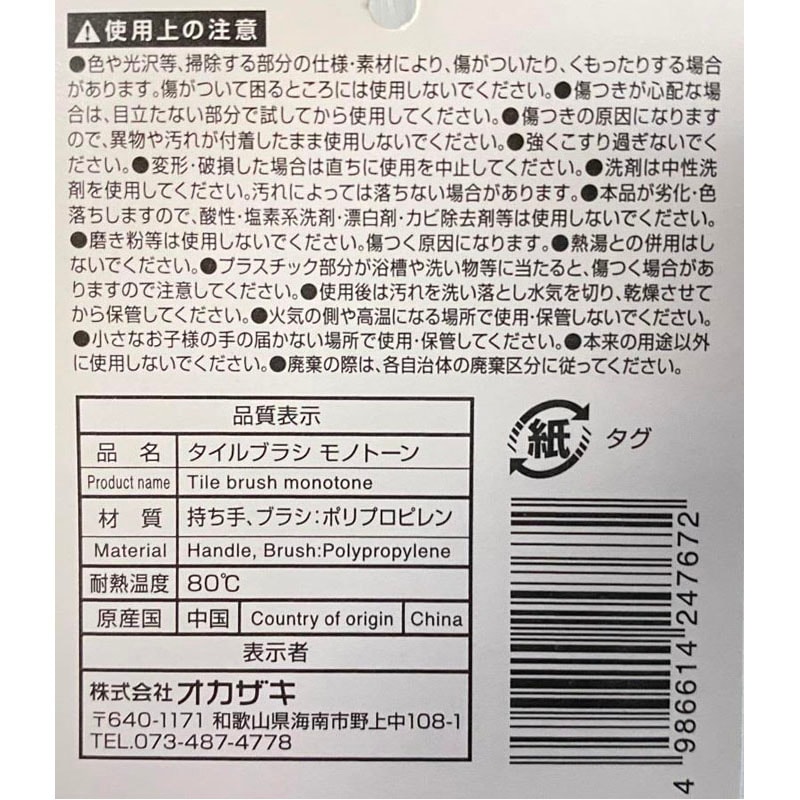 使用上の注意
●色や光沢等、掃除する部分の仕様・素材により、傷がついたり、くもったりする場合
があります。傷がついて困るところには使用しないでください。●傷つきが心配な場
合は、目立たない部分で試してから使用してください。●傷つきの原因になります
ので、異物や汚れが付着したまま使用しないでください。●強くこすり過ぎないでく
ださい。●変形・破損した場合は直ちに使用を中止してください。●洗剤は中性洗
剤を使用してください。汚れによっては落ちない場合があります。●本品が劣化・色
落ちしますので、酸性・塩素系洗剤・漂白剤・カビ除去剤等は使用しないでください。
●磨き粉等は使用しないでください。傷つく原因になります。●熱湯との併用はし
ないでください。●プラスチック部分が浴槽や洗い物等に当たると、傷つく場合があ
りますので注意してください。●使用後は汚れを洗い落とし水気を切り、乾燥させて
から保管してください。●火気の側や高温になる場所で使用・保管しないでください。
●小さなお子様の手の届かない場所で使用・保管してください。●本来の用途以外
に使用しないでください。●廃棄の際は、各自治体の廃棄区分に従ってください。
品質表示
品 名 タイルブラシ モノトーン
Product name Tile brush monotone
材 質 持ち手、ブラシ:ポリプロピレン
Material Handle, Brush:Polypropylene
耐熱温度 80℃
原産国 中国 Country of origin China
表示者
株式会社オカザキ
〒640-1171 和歌山県海南市野上中108-1
TEL.073-487-4778
紙 タグ
4 986614 247672